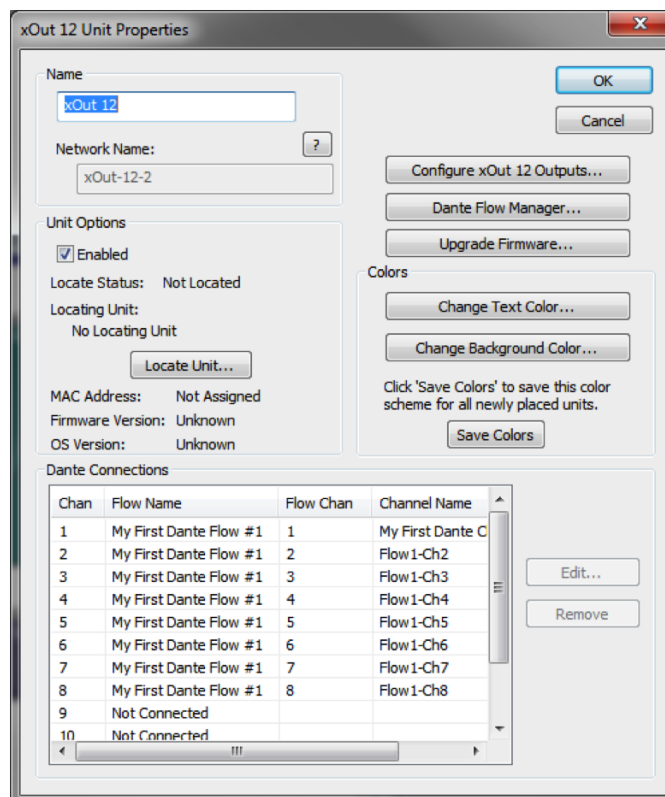 xOut 12 Unit Properties
Name
xOut 12
Network Name:
?
xOut-12-2
OK
Cancel
Configure xOut 12 Outputs...
Dante Flow Manager...
Upgrade Firmware...
Unit Options
Enabled
Locate Status: Not Located
Locating Unit:
No Locating Unit
Locate Unit...
MAC Address: Not Assigned
Firmware Version: Unknown
OS Version: Unknown
Colors
Change Text Color...
Change Background Color...
Click 'Save Colors' to save this color
scheme for all newly placed units.
Save Colors
Dante Connections
Chan Flow Name Flow Chan Channel Name
1 My First Dante Flow #1 1 My First Dante C
2 My First Dante Flow #1 2 Flow1-Ch2
3 My First Dante Flow #1 3 Flow1-Ch3
4 My First Dante Flow #1 4 Flow1-Ch4
5 My First Dante Flow #1 5 Flow1-Ch5
6 My First Dante Flow #1 6 Flow1-Ch6
7 My First Dante Flow #1 7 Flow1-Ch7
8 My First Dante Flow #1 8 Flow1-Ch8
9 Not Connected
10 Not Connected
Edit...
Remove